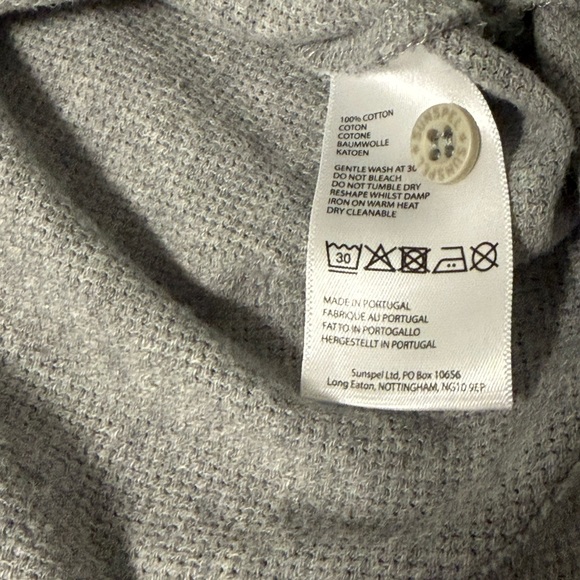 100% COTTON
COTON
COTONE
BAUMWOLLE
KATOEN
GENTLE WASH AT 30
DO NOT BLEACH
DO NOT TUMBLE DRY
RESHAPE WHILST DAMP
IRON ON WARM HEAT
DRY CLEANABLE
SUNSPEL
SUNSPEL
30
MADE IN PORTUGAL
FABRIQUE AU PORTUGAL
FATTO IN PORTOGALLO
HERGESTELLT IN PORTUGAL
Sunspel Ltd, PO Box 10656
Long Eaton, NOTTINGHAM, NG10 9EP